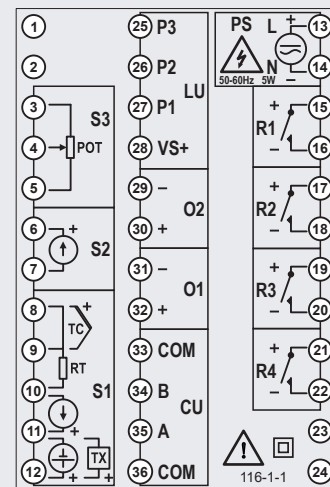 1
2
3
4
5
S3
POT
6
7
+
S2
8
9
10
11
12
+
TC
RT
S1
+
+
TX
+
25 P3
26 P2
27 P1
28 VS+
LU
29 −
30 +
O2
31 −
32 +
O1
33 COM
34 B
35 A
36 COM
CU
PS
L + 13
N − 14
50-60Hz 5W
+ 15
R1
− 16
+ 17
R2
− 18
+ 19
R3
− 20
+ 21
R4
− 22
23
24
116-1-1